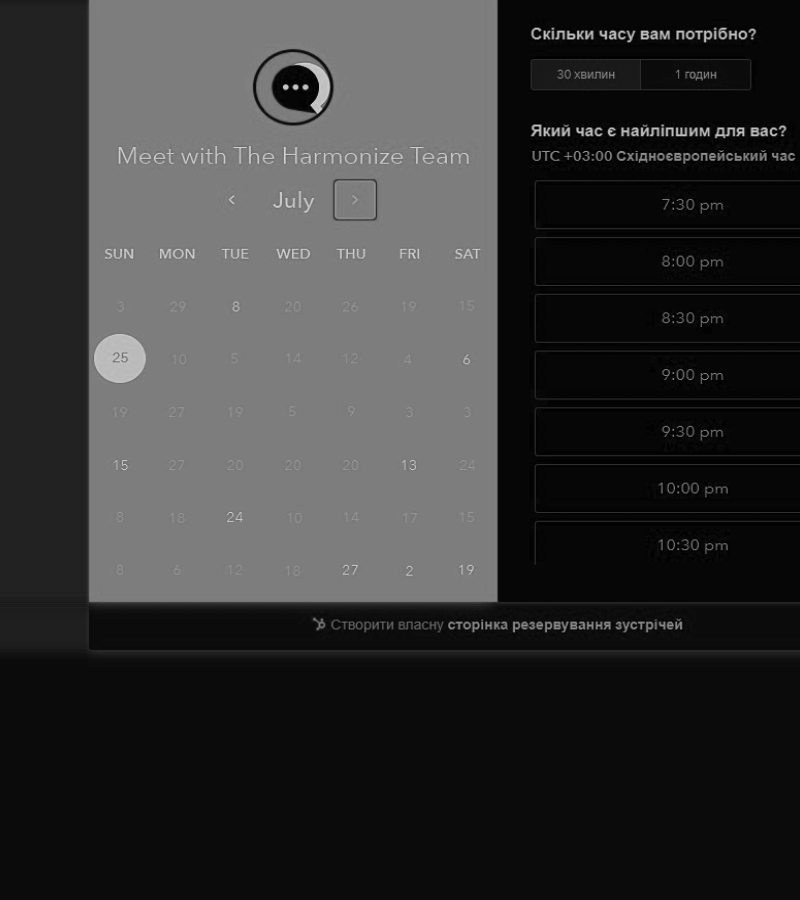 Meet with The Harmonize Team
July
SUN MON TUE WED THU FRI SAT
3 29 8 20 26 19 15
25 10 5 14 12 4 6
19 27 19 5 9 3 3
15 27 20 20 20 13 24
8 18 24 10 14 17 15
8 6 12 18 27 2 19
Скільки часу вам потрібно?
30 хвилин 1 годин
Який час є найліпшим для вас?
UTC +03:00 Східноєвропейський час
7:30 pm
8:00 pm
8:30 pm
9:00 pm
9:30 pm
10:00 pm
10:30 pm
Створити власну сторінка резервування зустрічей